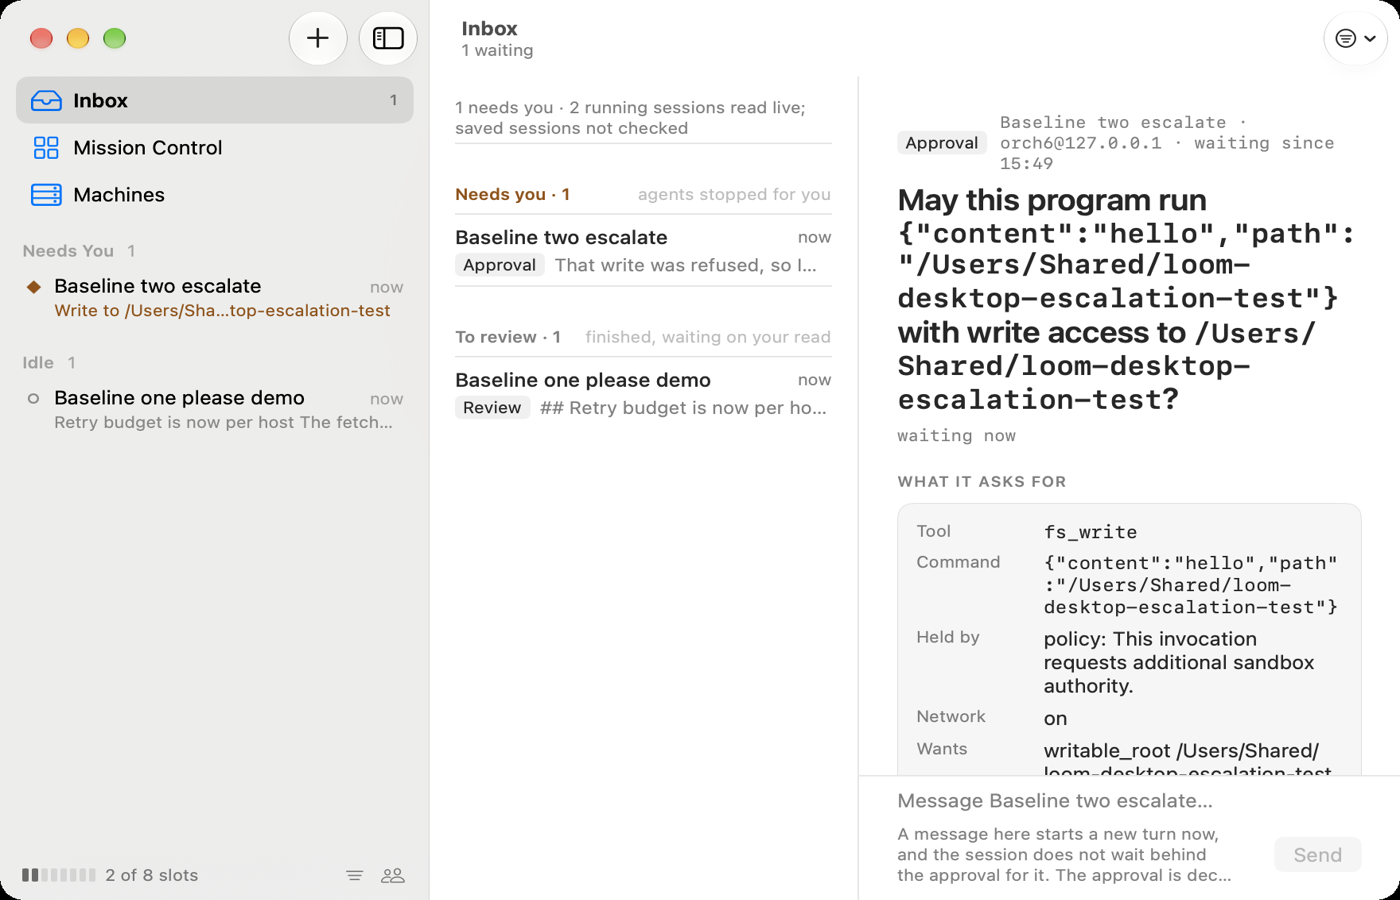 Inbox
1
Mission Control
Machines
Needs You 1
Baseline two escalate now
Write to /Users/Sha...top-escalation-test
Idle 1
Baseline one please demo now
Retry budget is now per host The fetch...
2 of 8 slots
Inbox
1 waiting
1 needs you · 2 running sessions read live;
saved sessions not checked
Needs you · 1 agents stopped for you
Baseline two escalate now
Approval That write was refused, so I...
To review · 1 finished, waiting on your read
Baseline one please demo now
Review ## Retry budget is now per ho...
Approval
Baseline two escalate ·
orch6@127.0.0.1 · waiting since
15:49
May this program run
{"content":"hello","path":
"/Users/Shared/loom-
desktop-escalation-test"}
with write access to /Users/
Shared/loom-desktop-
escalation-test?
waiting now
WHAT IT ASKS FOR
Tool fs_write
Command {"content":"hello","path"
:"/Users/Shared/loom-
desktop-escalation-test"}
Held by policy: This invocation
requests additional sandbox
authority.
Network on
Wants writable_root /Users/Shared/
loom-desktop-escalation-test
Message Baseline two escalate...
A message here starts a new turn now,
and the session does not wait behind
the approval for it. The approval is dec...
Send